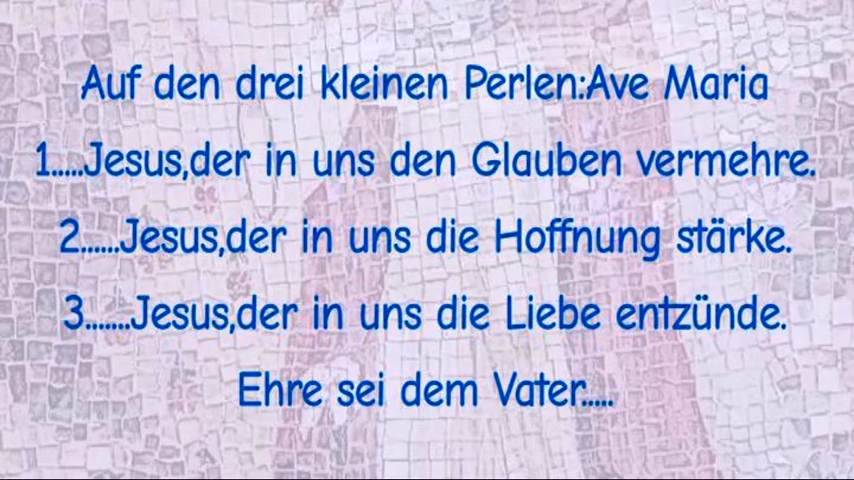 Auf den drei kleinen Perlen:Ave Maria
1.....Jesus,der in uns den Glauben vermehre.
2......Jesus,der in uns die Hoffnung stärke.
3.......Jesus,der in uns die Liebe entzünde.
Ehre sei dem Vater.....